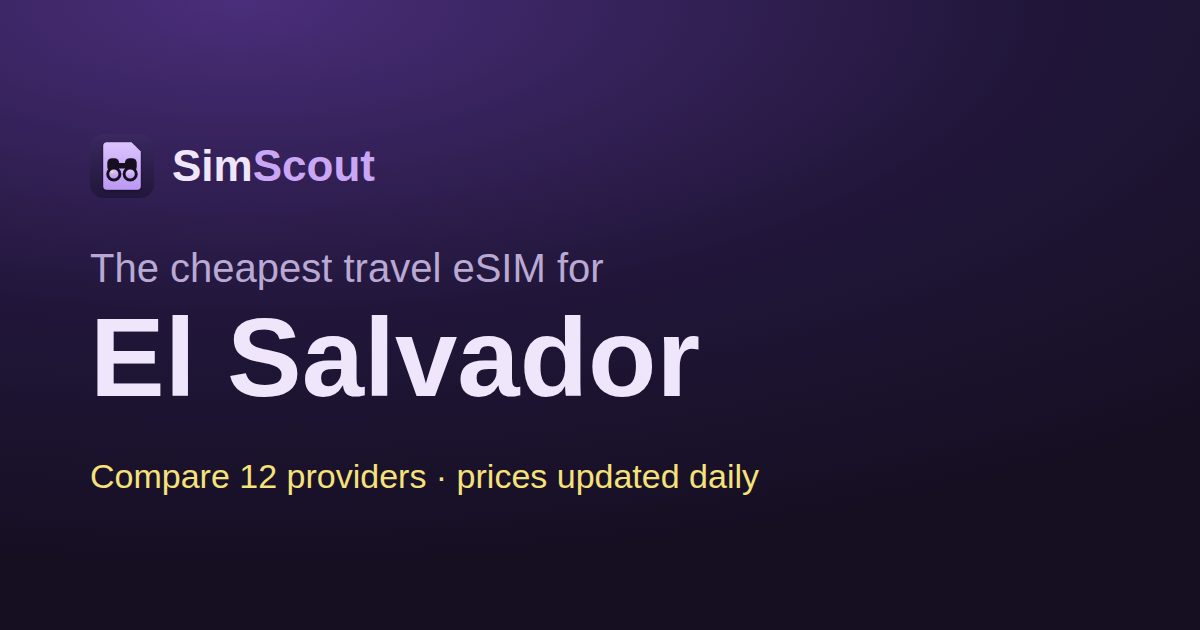 SimScout
The cheapest travel eSIM for
El Salvador
Compare 12 providers · prices updated daily